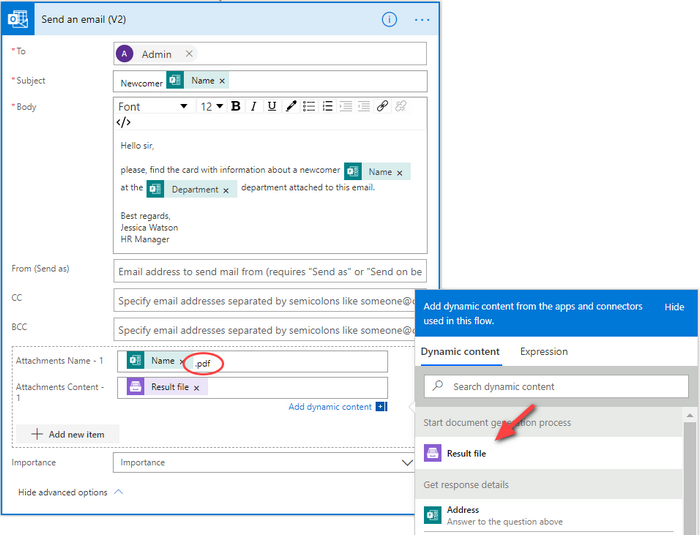 Send an email (V2)
* To
A Admin ×
* Subject
Newcomer Name ×
* Body
Font 12 B I U
</>
Hello sir,
please, find the card with information about a newcomer Name ×
at the Department × department attached to this email.
Best regards,
Jessica Watson
HR Manager
From (Send as)
Email address to send mail from (requires "Send as" or "Send on be
CC
Specify email addresses separated by semicolons like someone@c
BCC
Specify email addresses separated by semicolons like someone@c
Attachments Name - 1
Name × .pdf
Attachments Content - 1
Result file ×
Add dynamic content
Add new item
Importance
Importance
Hide advanced options
Add dynamic content from the apps and connectors
used in this flow.
Hide
Dynamic content
Expression
Search dynamic content
Start document generation process
Result file
Get response details
Address
Answer to the question above